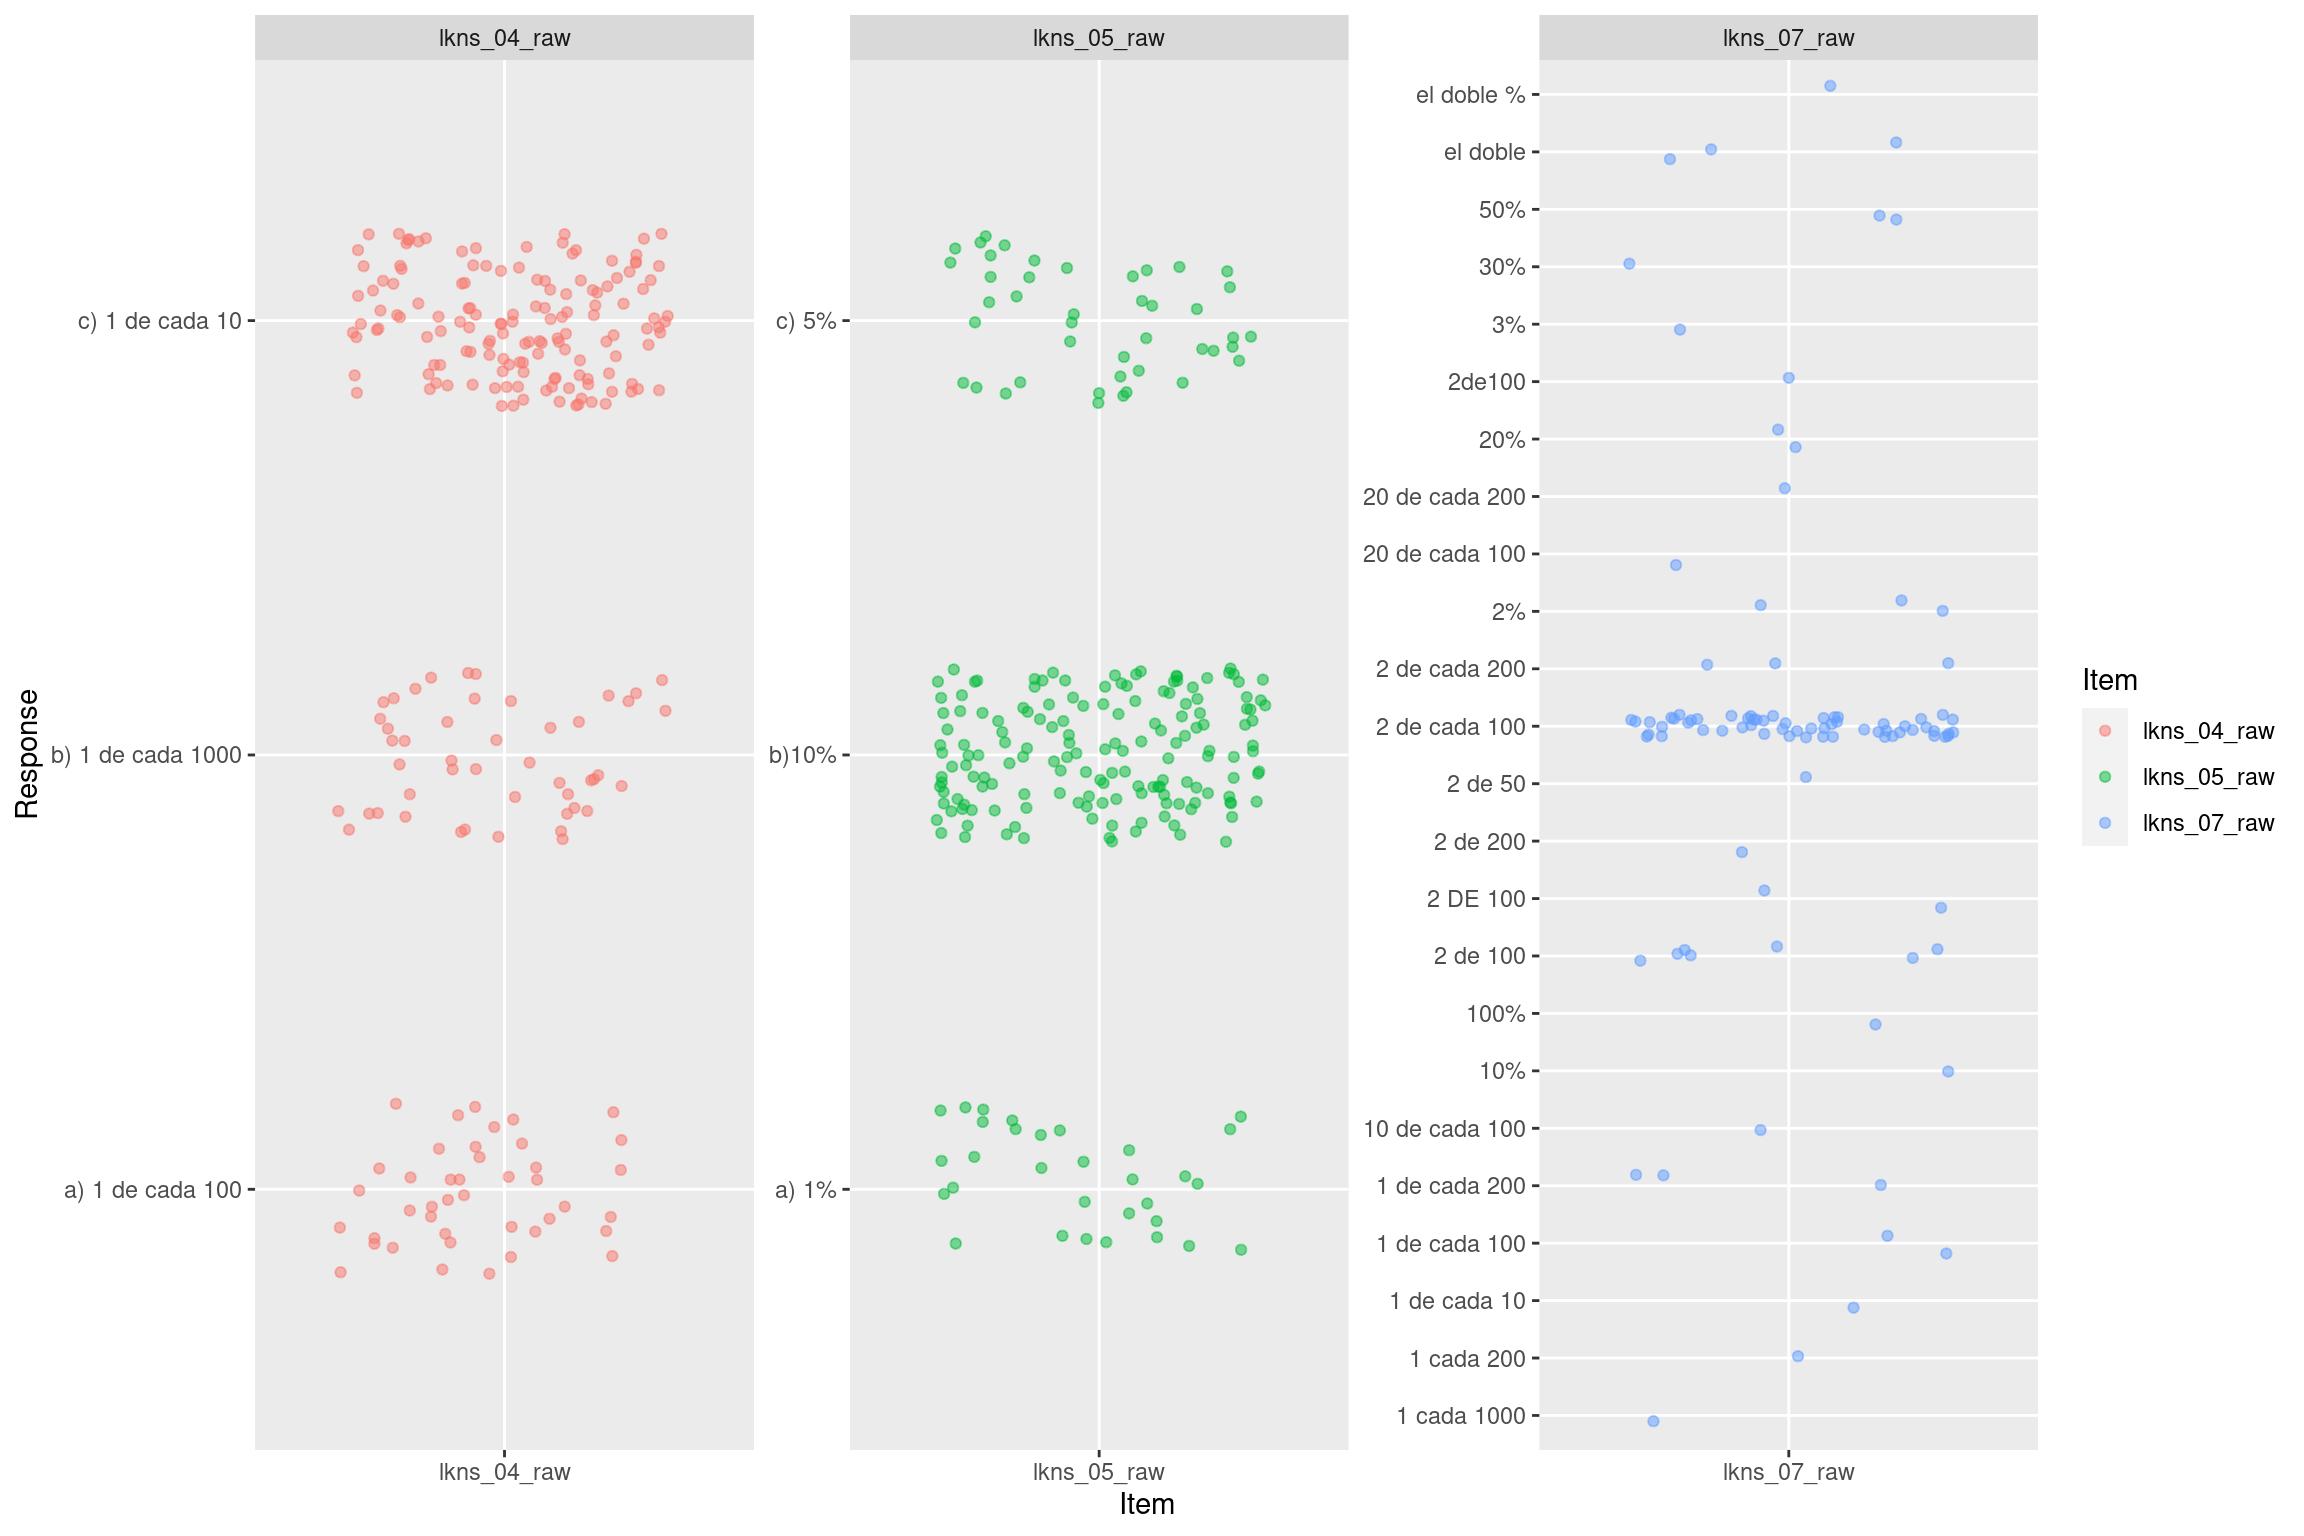 lkns_04_raw
lkns_05_raw
lkns_07_raw
Response
c) 1 de cada 10
b) 1 de cada 1000
a) 1 de cada 100
c) 5%
b)10%
a) 1%
el doble %
el doble
50%
30%
3%
2de100
20%
20 de cada 200
20 de cada 100
2%
2 de cada 200
2 de cada 100
2 de 50
2 de 200
2 DE 100
2 de 100
100%
10%
10 de cada 100
1 de cada 200
1 de cada 100
1 de cada 10
1 cada 200
1 cada 1000
lkns_04_raw
lkns_05_raw
lkns_07_raw
Item
Item
lkns_04_raw
lkns_05_raw
lkns_07_raw